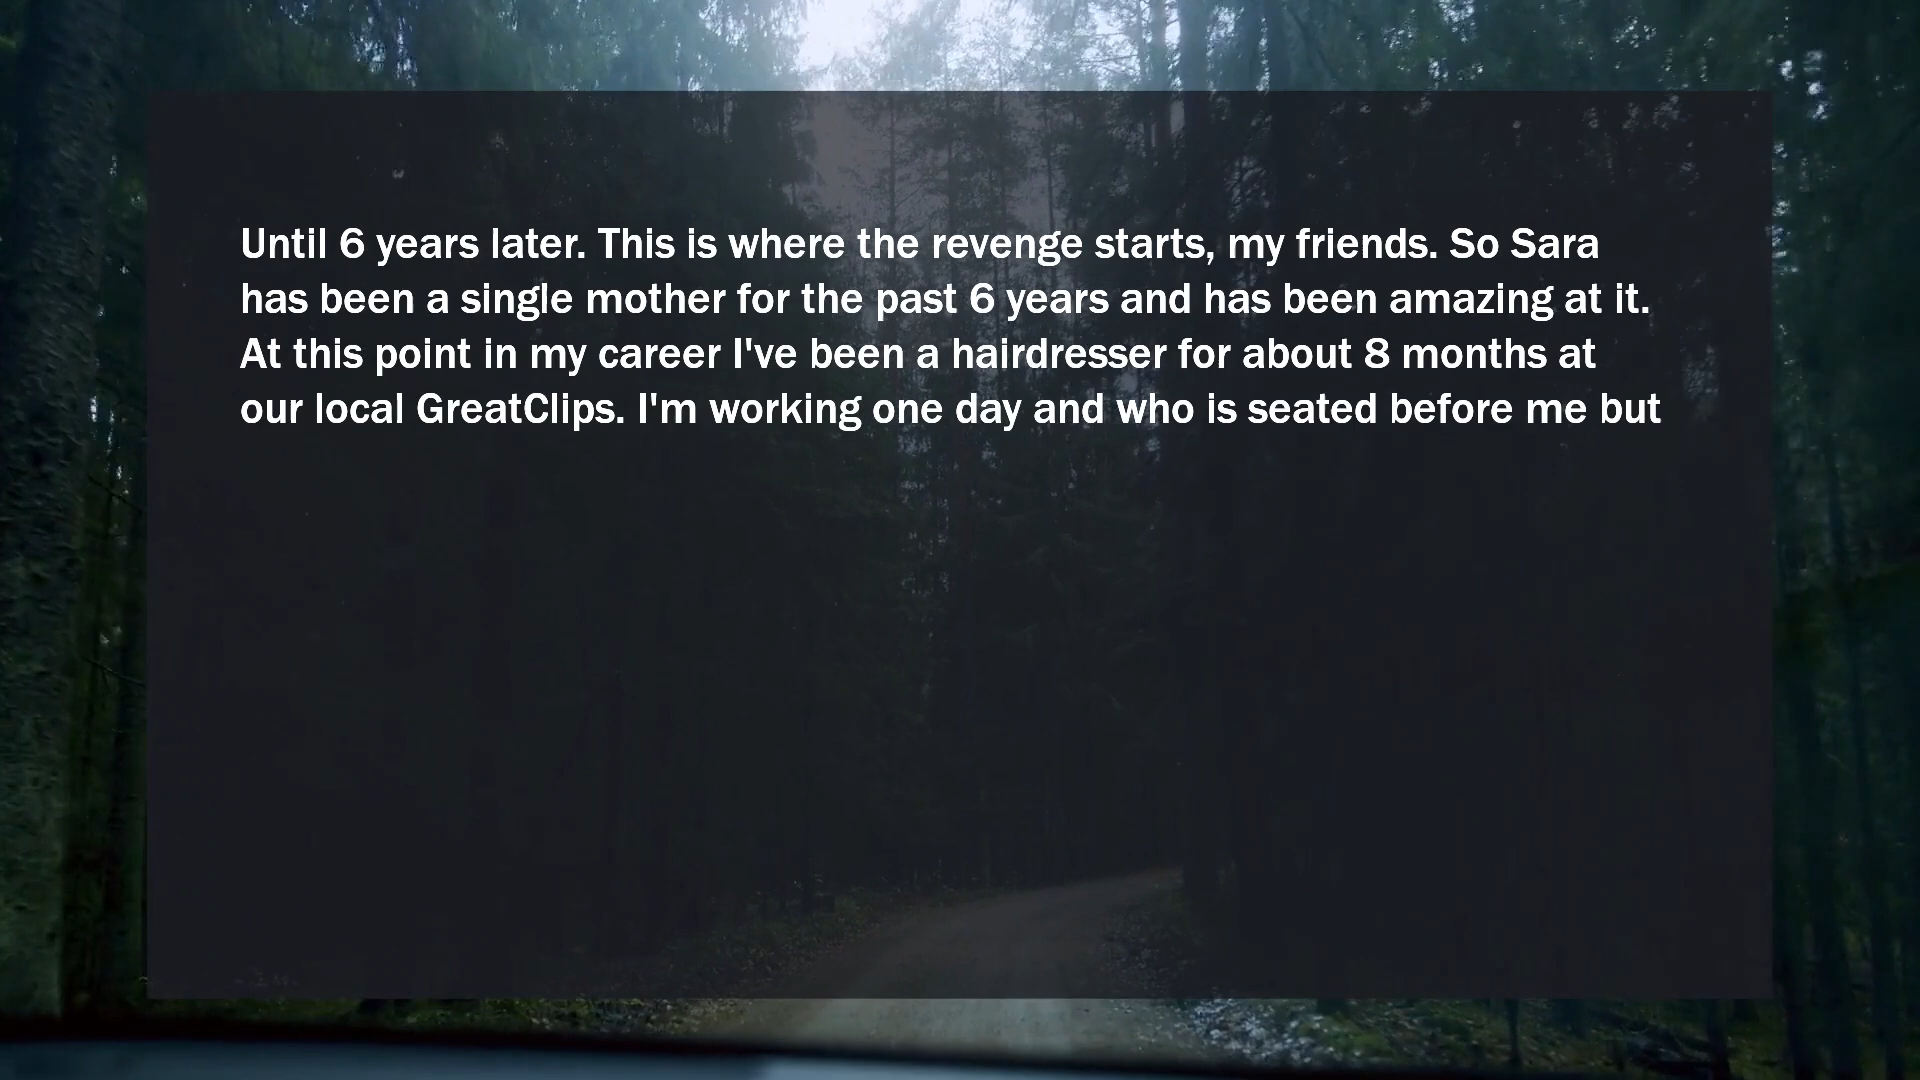 Until 6 years later. This is where the revenge starts, my friends. So Sara
has been a single mother for the past 6 years and has been amazing at it.
At this point in my career I've been a hairdresser for about 8 months at
our local GreatClips. I'm working one day and who is seated before me but